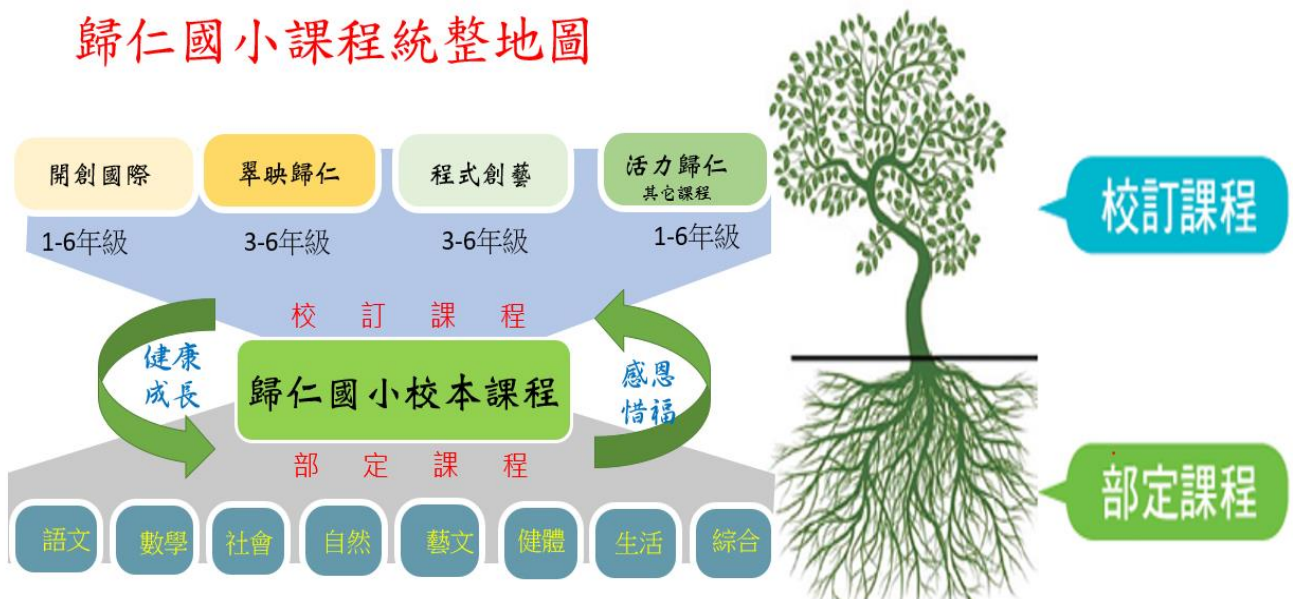 歸仁國小課程統整地圖
開創國際
翠映歸仁
程式創藝
活力歸仁
其它課程
1-6年級
3-6年級
3-6年級
1-6年級
校訂課程
健康
成長
歸仁國小校本課程
感恩
惜福
部定課程
語文
數學
社會
自然
藝文
健體
生活
綜合
校訂課程
部定課程